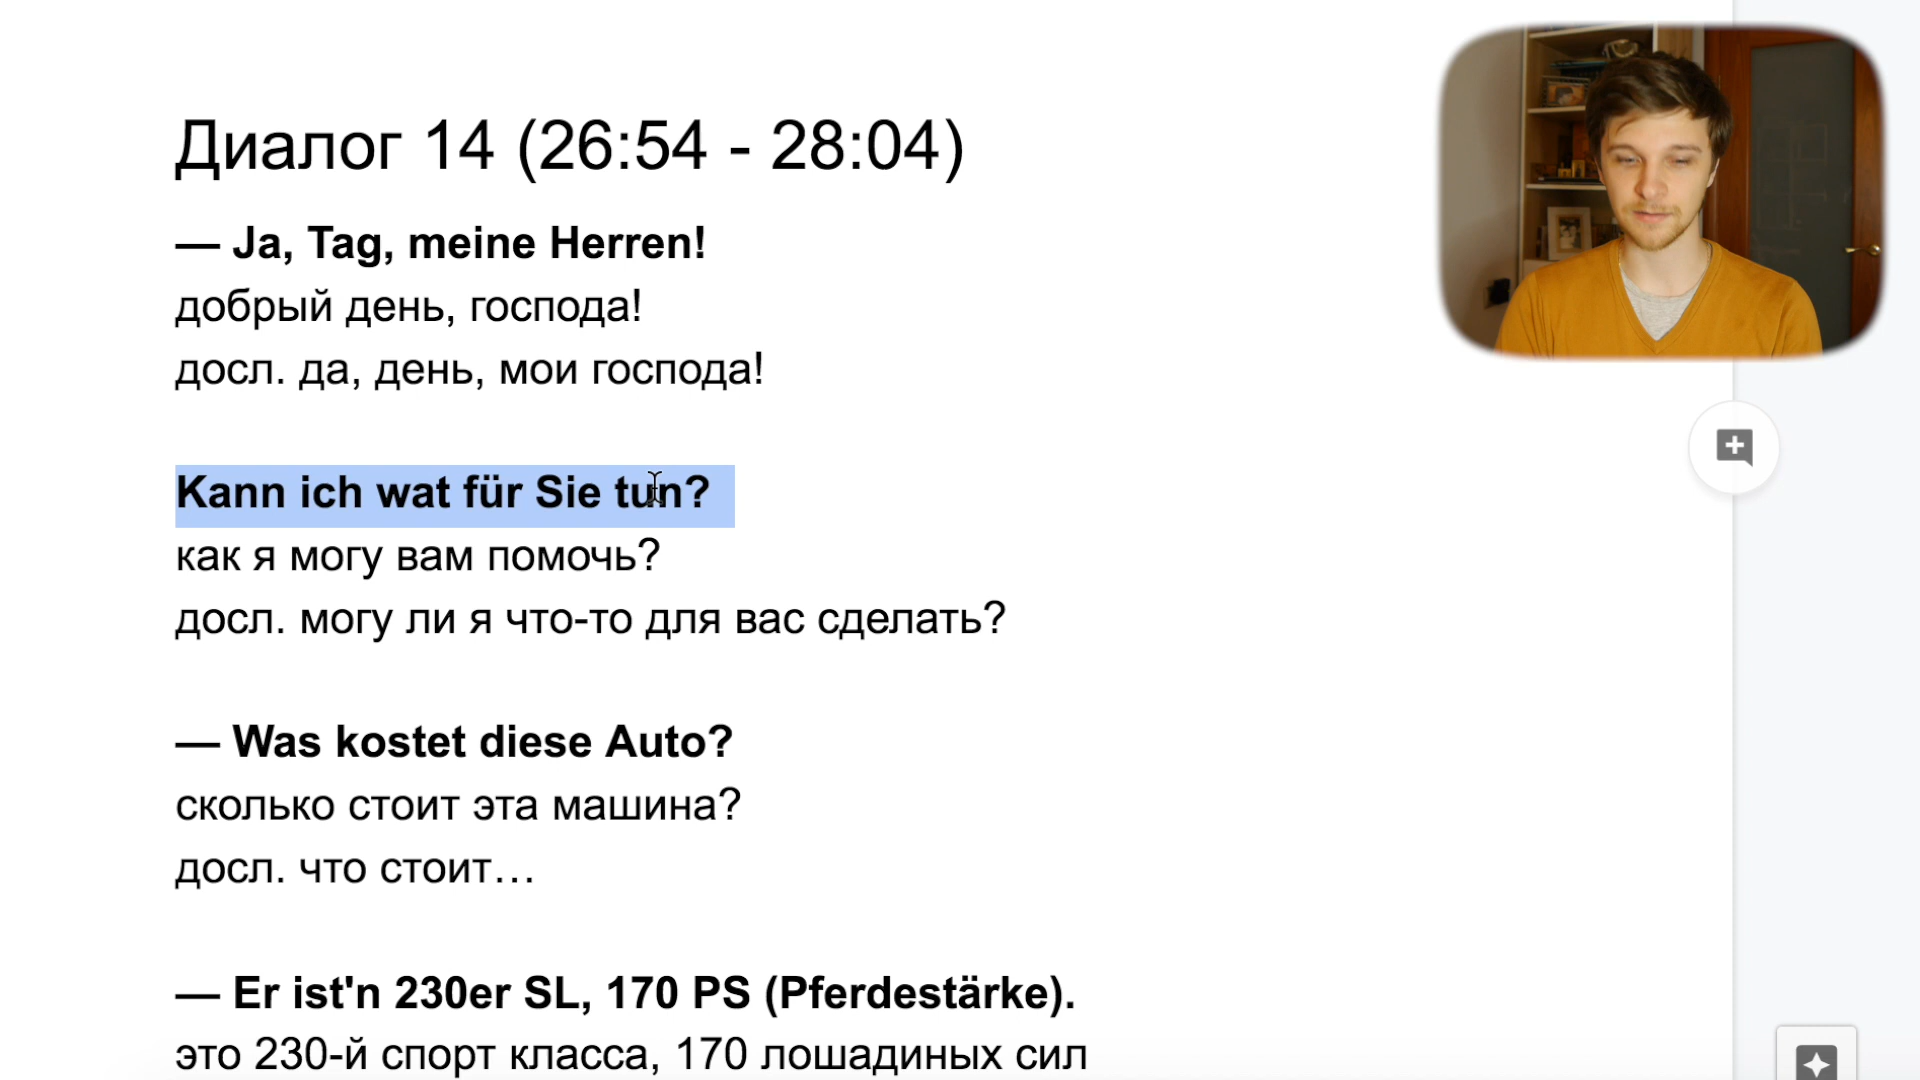 Диалог 14 (26:54 - 28:04)
— Ja, Tag, meine Herren!
добрый день, господа!
досл. да, день, мои господа!
Kann ich wat für Sie tun?
как я могу вам помочь?
досл. могу ли я что-то для вас сделать?
— Was kostet diese Auto?
сколько стоит эта машина?
досл. что стоит…
— Er ist'n 230er SL, 170 PS (Pferdestärke).
это 230-й спорт класса, 170 лошадиных сил